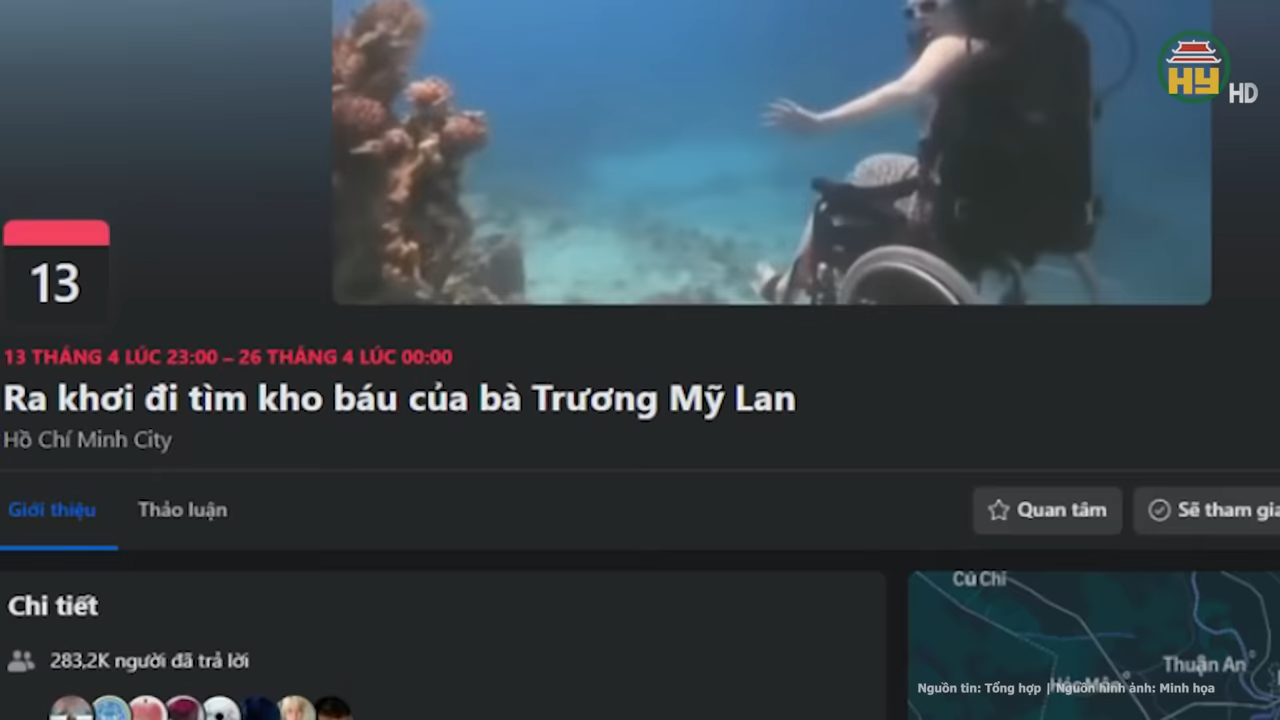 HY
HD
13
13 THÁNG 4 LÚC 23:00 – 26 THÁNG 4 LÚC 00:00
Ra khơi đi tìm kho báu của bà Trương Mỹ Lan
Hồ Chí Minh City
Giới thiệu
Thảo luận
Quan tâm
Sẽ tham gia
Chi tiết
283,2K người đã trả lời
Củ Chi
Thuận An
Hóc Môn
Nguồn tin: Tổng hợp | Nguồn hình ảnh: Minh họa